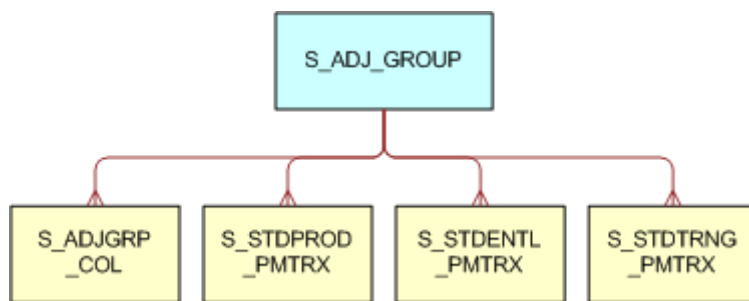 S_ADJ_GROUP
S_ADJGRP
_COL
S_STDPROD
_PMTRX
S_STDENTL
_PMTRX
S_STDTRNG
_PMTRX